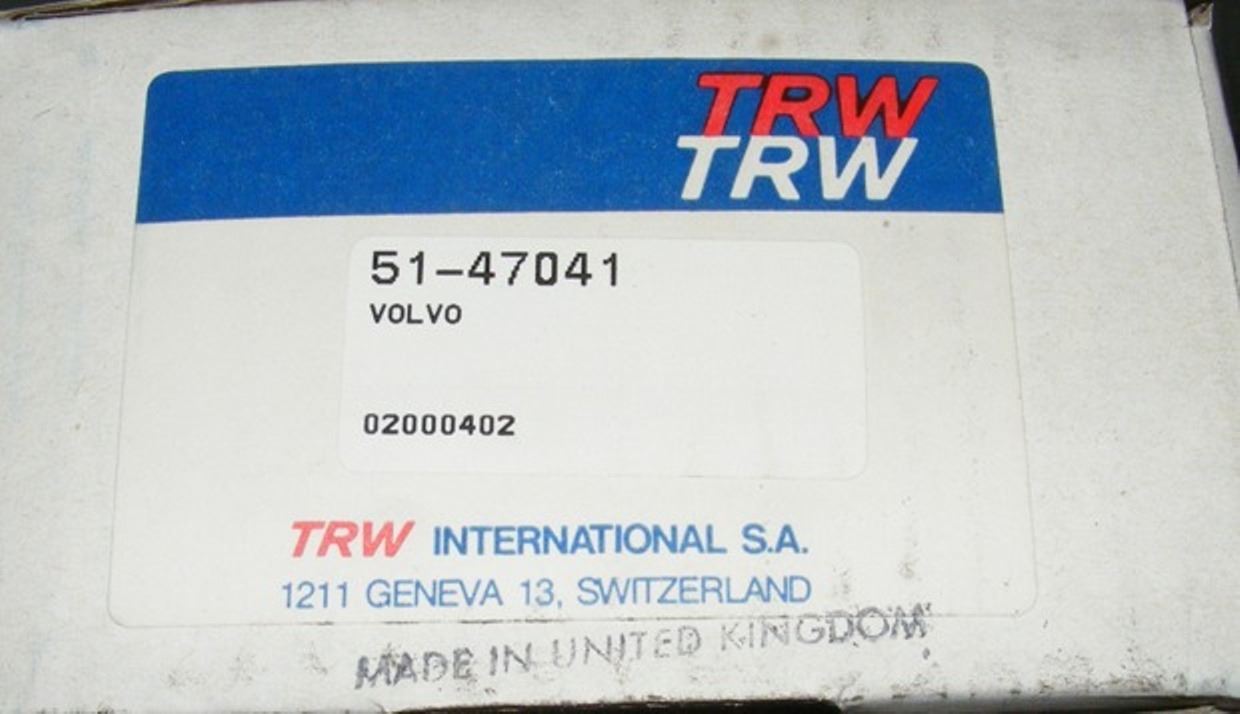 TRW
TRW
51-47041
VOLVO
02000402
TRW INTERNATIONAL S.A.
1211 GENEVA 13, SWITZERLAND
MADE IN UNITED KINGDOM